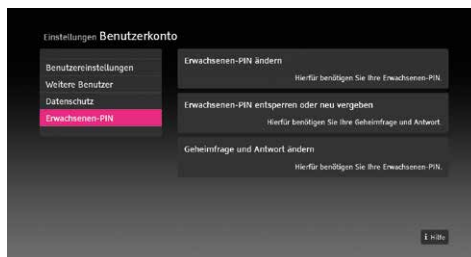 Einstellungen Benutzerkonto
Benutzereinstellungen
Weitere Benutzer
Datenschutz
Erwachsenen-PIN
Erwachsenen-PIN ändern
Hierfür benötigen Sie Ihre Erwachsenen-PIN.
Erwachsenen-PIN entsperren oder neu vergeben
Hierfür benötigen Sie Ihre Geheimfrage und Antwort.
Geheimfrage und Antwort ändern
Hierfür benötigen Sie Ihre Erwachsenen-PIN.
i Hilfe